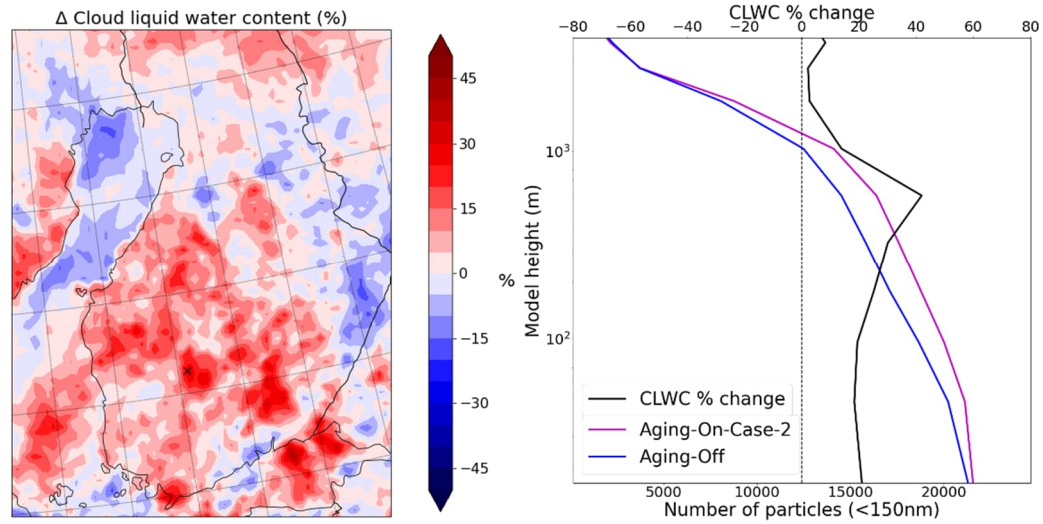 Δ Cloud liquid water content (%)
45
30
15
0
−15
−30
−45
%
CLWC % change
−80 −60 −40 −20 0 20 40 60 80
Model height (m)
10³
10²
CLWC % change
Aging-On-Case-2
Aging-Off
5000 10000 15000 20000
Number of particles (<150nm)